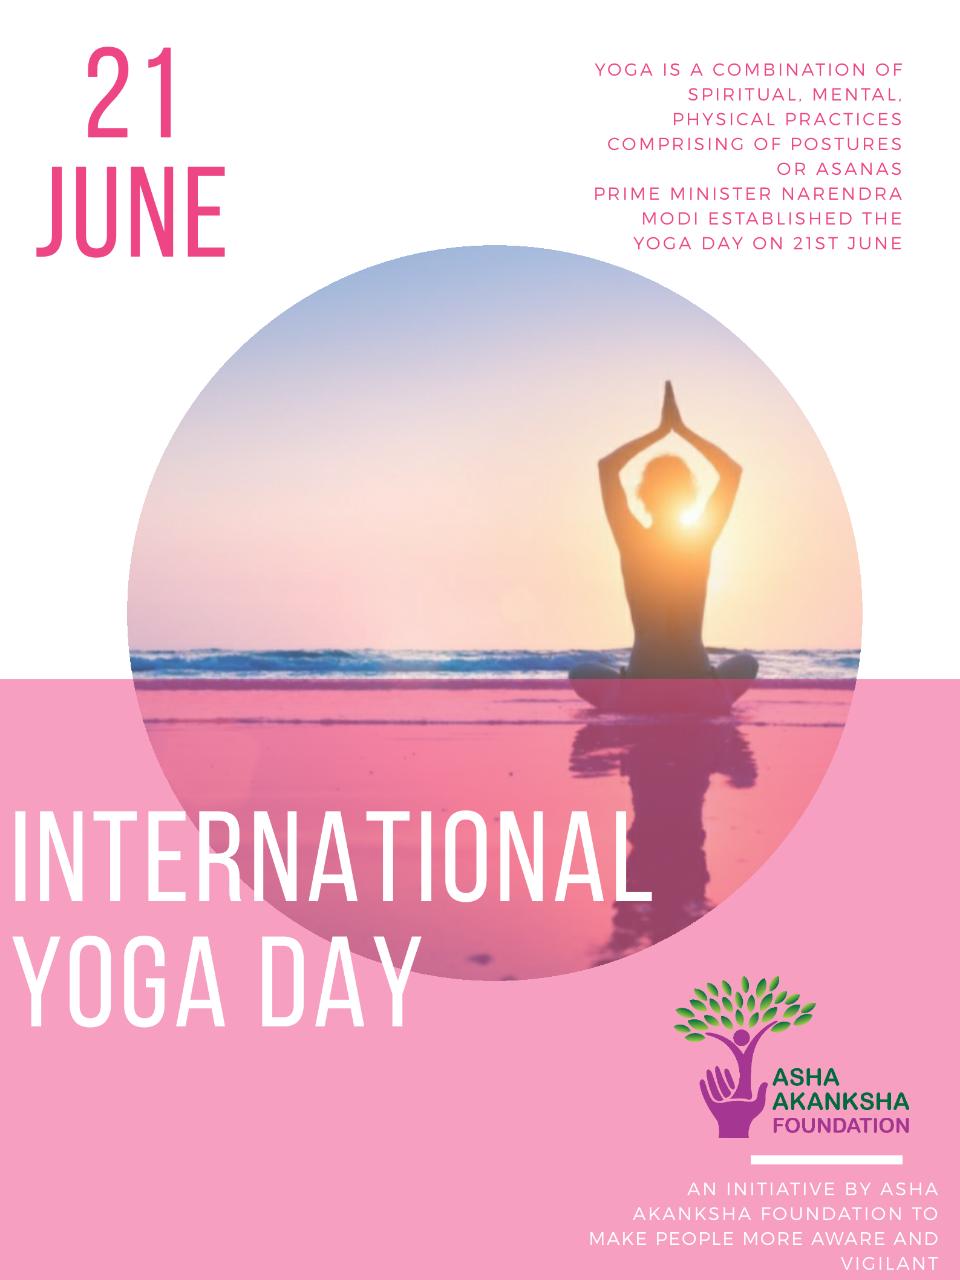 21
JUNE
YOGA IS A COMBINATION OF
SPIRITUAL, MENTAL,
PHYSICAL PRACTICES
COMPRISING OF POSTURES
OR ASANAS
PRIME MINISTER NARENDRA
MODI ESTABLISHED THE
YOGA DAY ON 21ST JUNE
INTERNATIONAL
YOGA DAY
ASHA
AKANKSHA
FOUNDATION
AN INITIATIVE BY ASHA
AKANKSHA FOUNDATION TO
MAKE PEOPLE MORE AWARE AND
VIGILANT